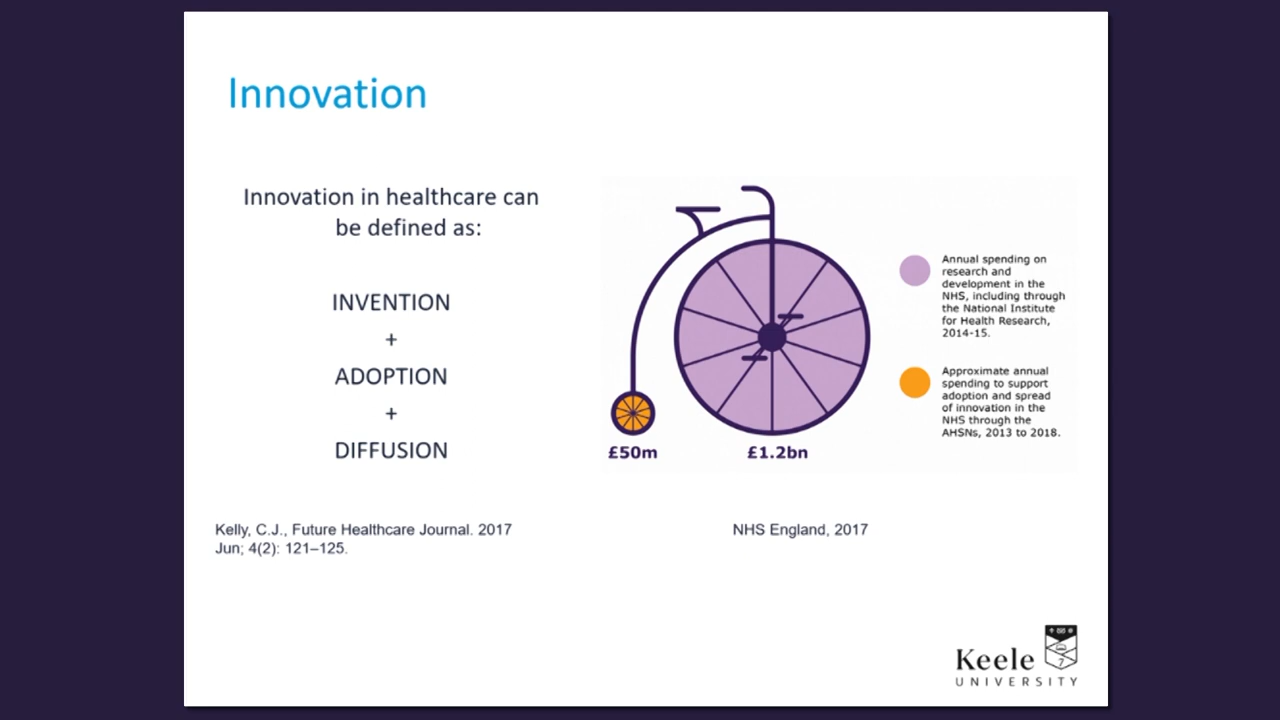 Innovation
Innovation in healthcare can
be defined as:
INVENTION
+
ADOPTION
+
DIFFUSION
Kelly, C.J., Future Healthcare Journal. 2017
Jun; 4(2): 121–125.
£50m
£1.2bn
Annual spending on
research and
development in the
NHS, including through
the National Institute
for Health Research,
2014-15.
Approximate annual
spending to support
adoption and spread
of innovation in the
NHS through the
AHSNs, 2013 to 2018.
NHS England, 2017
Keele
UNIVERSITY